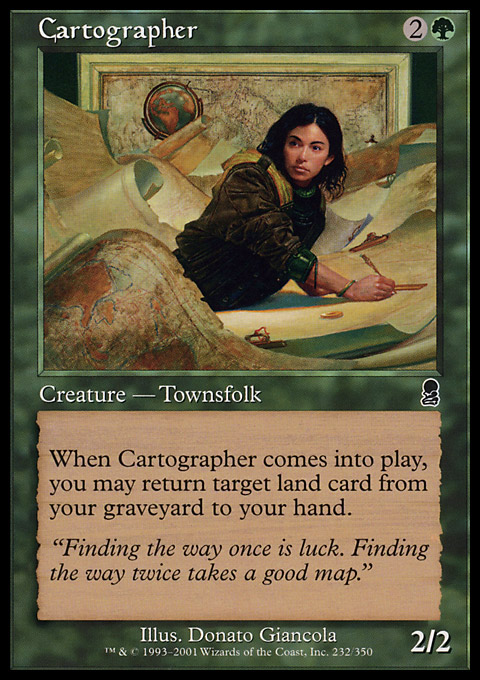 Cartographer 2
Creature — Townsfolk
When Cartographer comes into play,
you may return target land card from
your graveyard to your hand.
“Finding the way once is luck. Finding
the way twice takes a good map.”
Illus. Donato Giancola
™ & © 1993–2001 Wizards of the Coast, Inc. 232/350
2/2